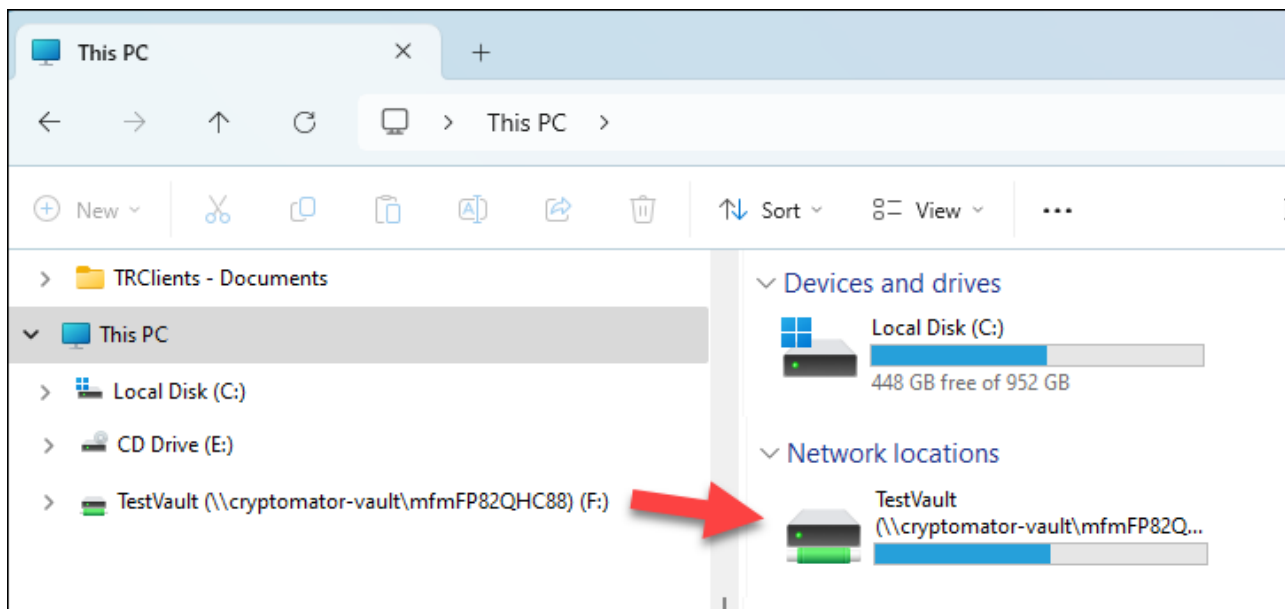 This PC
This PC
New
Sort
View
TRClients - Documents
This PC
Local Disk (C:)
CD Drive (E:)
TestVault (\\cryptomator-vault\mfmFP82QHC88) (F:)
Devices and drives
Local Disk (C:)
448 GB free of 952 GB
Network locations
TestVault
(\\cryptomator-vault\mfmFP82Q...